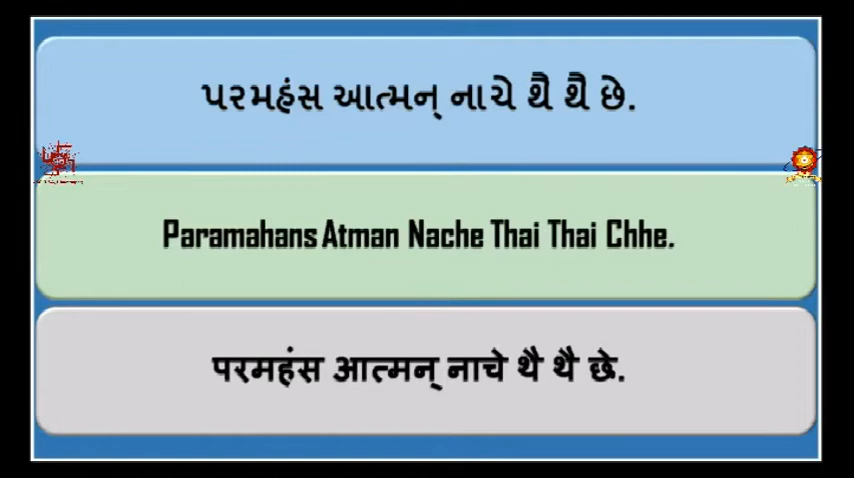 પરમહંસ આત્મન્ નાચે થૈ થૈ છે.
Paramahans Atman Nache Thai Thai Chhe.
परमहंस आत्मन् नाचे थै थै छे.